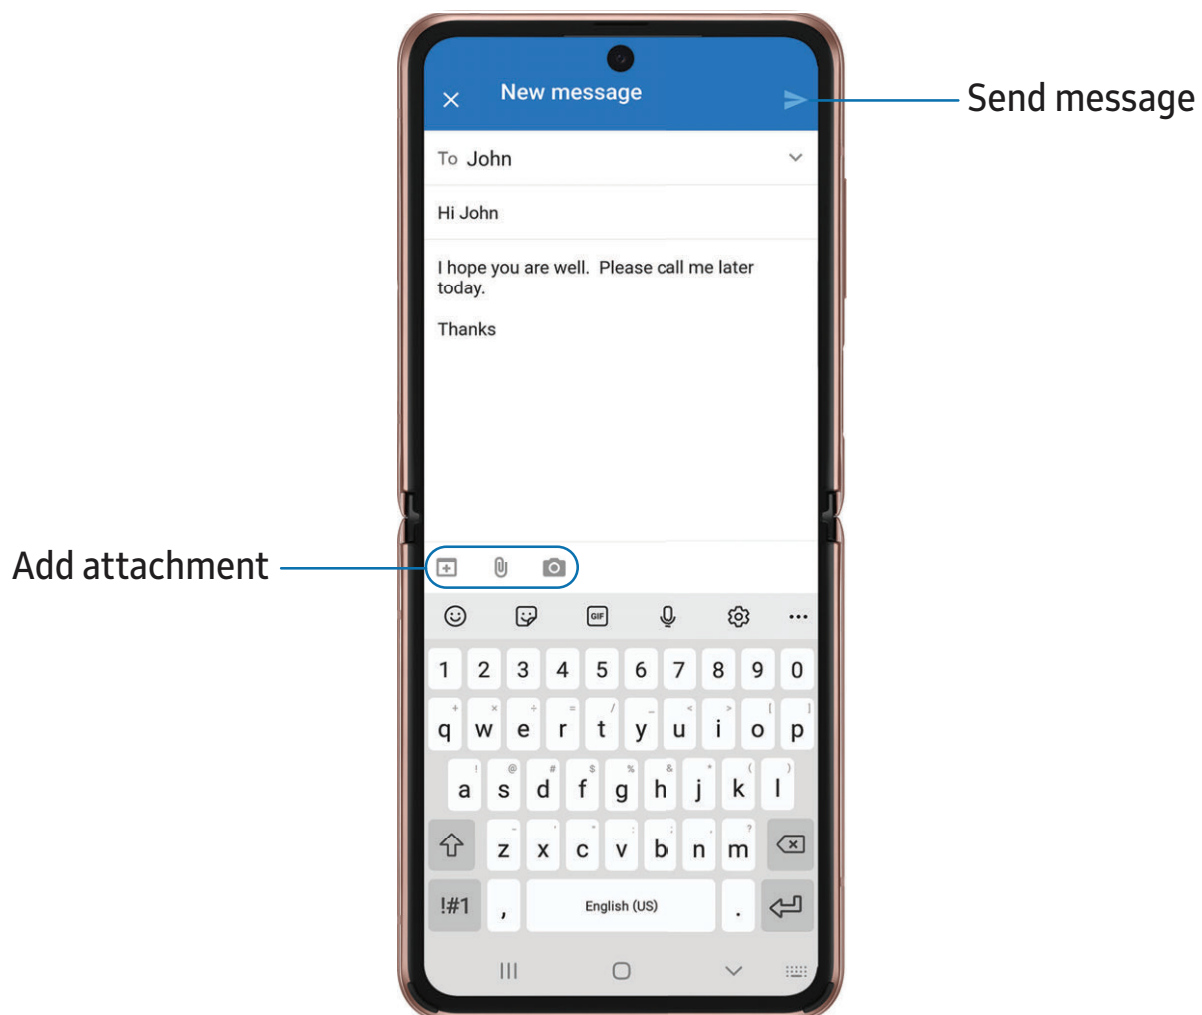 New message
Send message
To John
Hi John
I hope you are well.  Please call me later
today.
Thanks
Add attachment
GIF
1 2 3 4 5 6 7 8 9 0
+ × ÷ = / _ < > [ ]
q w e r t y u i o p
! @ # $ % & * ( )
a s d f g h j k l
- ' " : ; , ?
z x c v b n m
!#1 , English (US) .